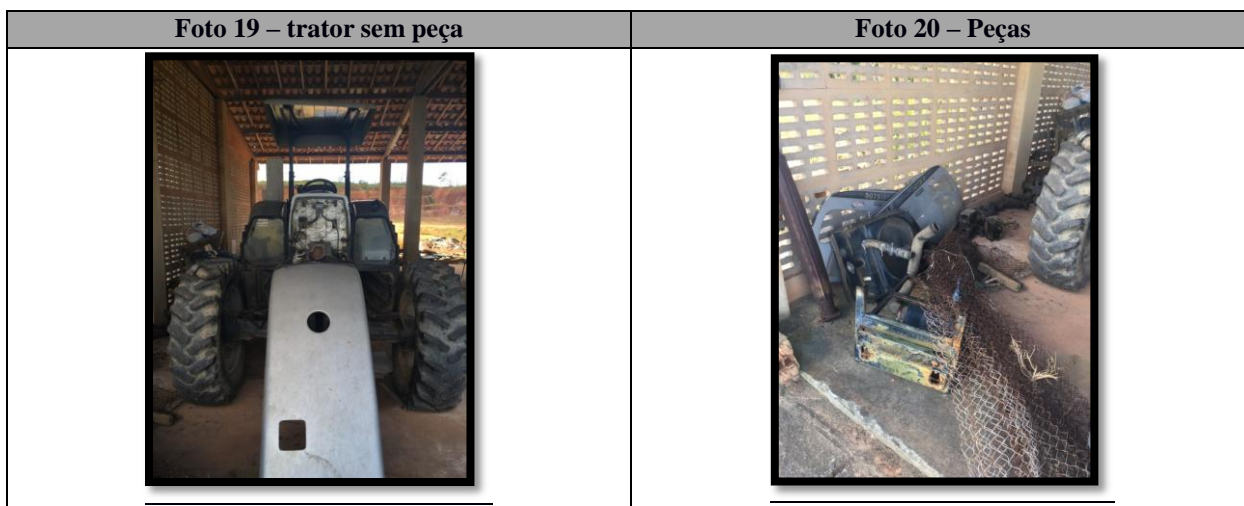 Foto 19 – trator sem peça
Foto 20 – Peças